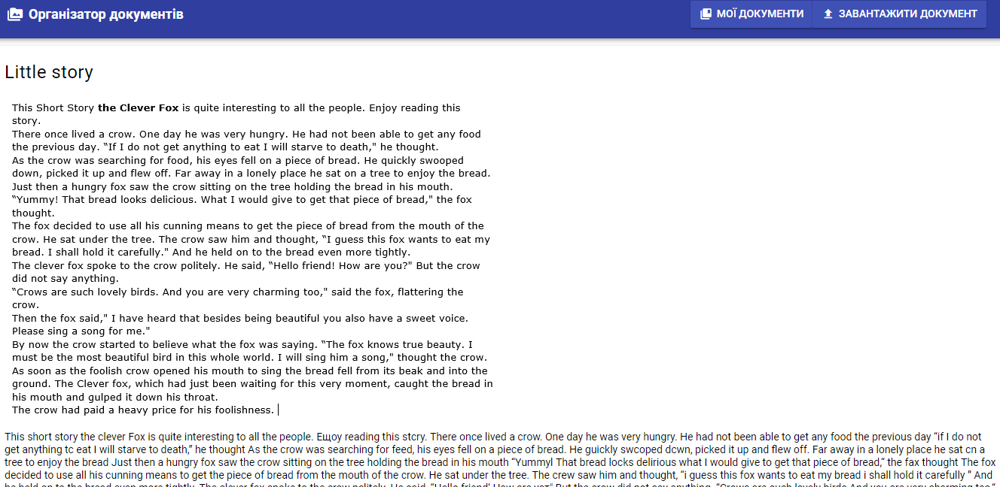 Організатор документів
МОЇ ДОКУМЕНТИ
ЗАВАНТАЖИТИ ДОКУМЕНТ
Little story
This Short Story the Clever Fox is quite interesting to all the people. Enjoy reading this
story.
There once lived a crow. One day he was very hungry. He had not been able to get any food
the previous day. “If I do not get anything to eat I will starve to death," he thought.
As the crow was searching for food, his eyes fell on a piece of bread. He quickly swooped
down, picked it up and flew off. Far away in a lonely place he sat on a tree to enjoy the bread.
Just then a hungry fox saw the crow sitting on the tree holding the bread in his mouth.
“Yummy! That bread looks delicious. What I would give to get that piece of bread," the fox
thought.
The fox decided to use all his cunning means to get the piece of bread from the mouth of the
crow. He sat under the tree. The crow saw him and thought, “I guess this fox wants to eat my
bread. I shall hold it carefully." And he held on to the bread even more tightly.
The clever fox spoke to the crow politely. He said, “Hello friend! How are you?" But the crow
did not say anything.
“Crows are such lovely birds. And you are very charming too," said the fox, flattering the
crow.
Then the fox said," I have heard that besides being beautiful you also have a sweet voice.
Please sing a song for me."
By now the crow started to believe what the fox was saying. “The fox knows true beauty. I
must be the most beautiful bird in this whole world. I will sing him a song," thought the crow.
As soon as the foolish crow opened his mouth to sing the bread fell from its beak and into the
ground. The Clever fox, which had just been waiting for this very moment, caught the bread in
his mouth and gulped it down his throat.
The crow had paid a heavy price for his foolishness.
This short story the clever Fox is quite interesting to all the people. Ещоу reading this stcry. There once lived a crow. One day he was very hungry. He had not been able to get any food the previous day “if I do not
get anything tc eat I will starve to death,” he thought As the crow was searching for feed, his eyes fell on a piece of bread. He guickly swcoped dcwn, picked it up and flew off. Far away in a lonely place he sat cn a
tree to enjoy the bread Just then a hungry fox saw the crow sitting on the tree holding the bread in his mouth “Yummyl That bread locks delirious what I would give to get that piece of bread,“ the fax thought The fox
decided to use all his cunning means to get the piece of bread from the mouth of the crow. He sat under the tree. The crew saw him and thought, “i guess this fox wants to eat my bread i shall hold it carefully ” And
he held on to the bread even more tightly. The clever fox spoke to the crow politely. He said, “Hello friend' How are